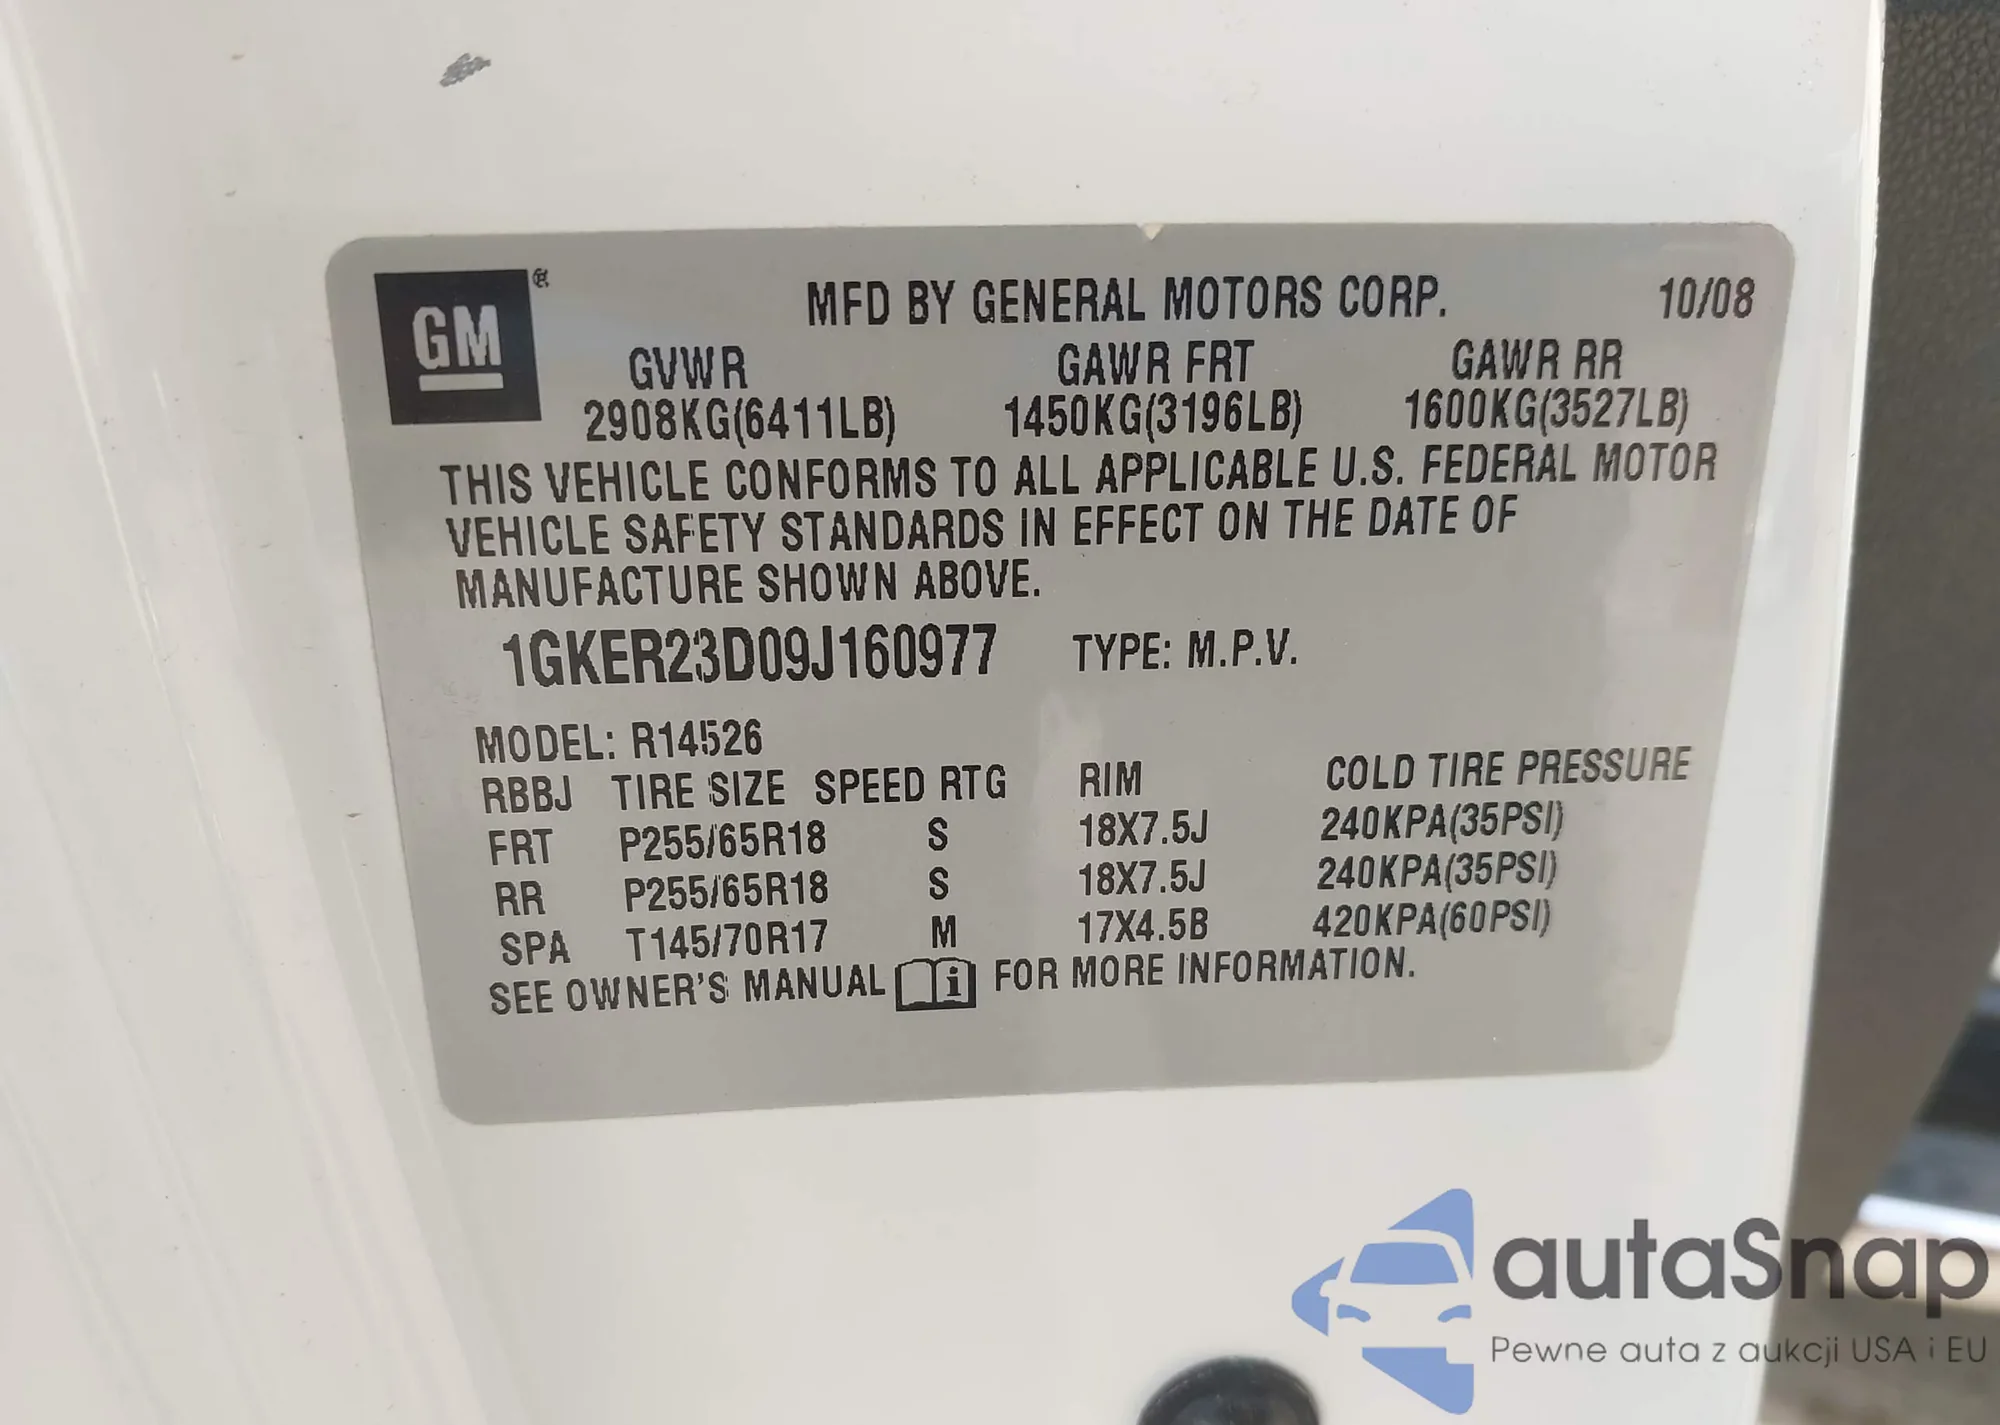 GM®
MFD BY GENERAL MOTORS CORP. 10/08
GVWR GAWR FRT GAWR RR
2908KG(6411LB) 1450KG(3196LB) 1600KG(3527LB)
THIS VEHICLE CONFORMS TO ALL APPLICABLE U.S. FEDERAL MOTOR
VEHICLE SAFETY STANDARDS IN EFFECT ON THE DATE OF
MANUFACTURE SHOWN ABOVE.
1GKER23D09J160977 TYPE: M.P.V.
MODEL: R14526
RBBJ TIRE SIZE SPEED RTG RIM COLD TIRE PRESSURE
FRT P255/65R18 S 18X7.5J 240KPA(35PSI)
RR P255/65R18 S 18X7.5J 240KPA(35PSI)
SPA T145/70R17 M 17X4.5B 420KPA(60PSI)
SEE OWNER'S MANUAL i FOR MORE INFORMATION.
autaSnap
Pewne auta z aukcji USA i EU